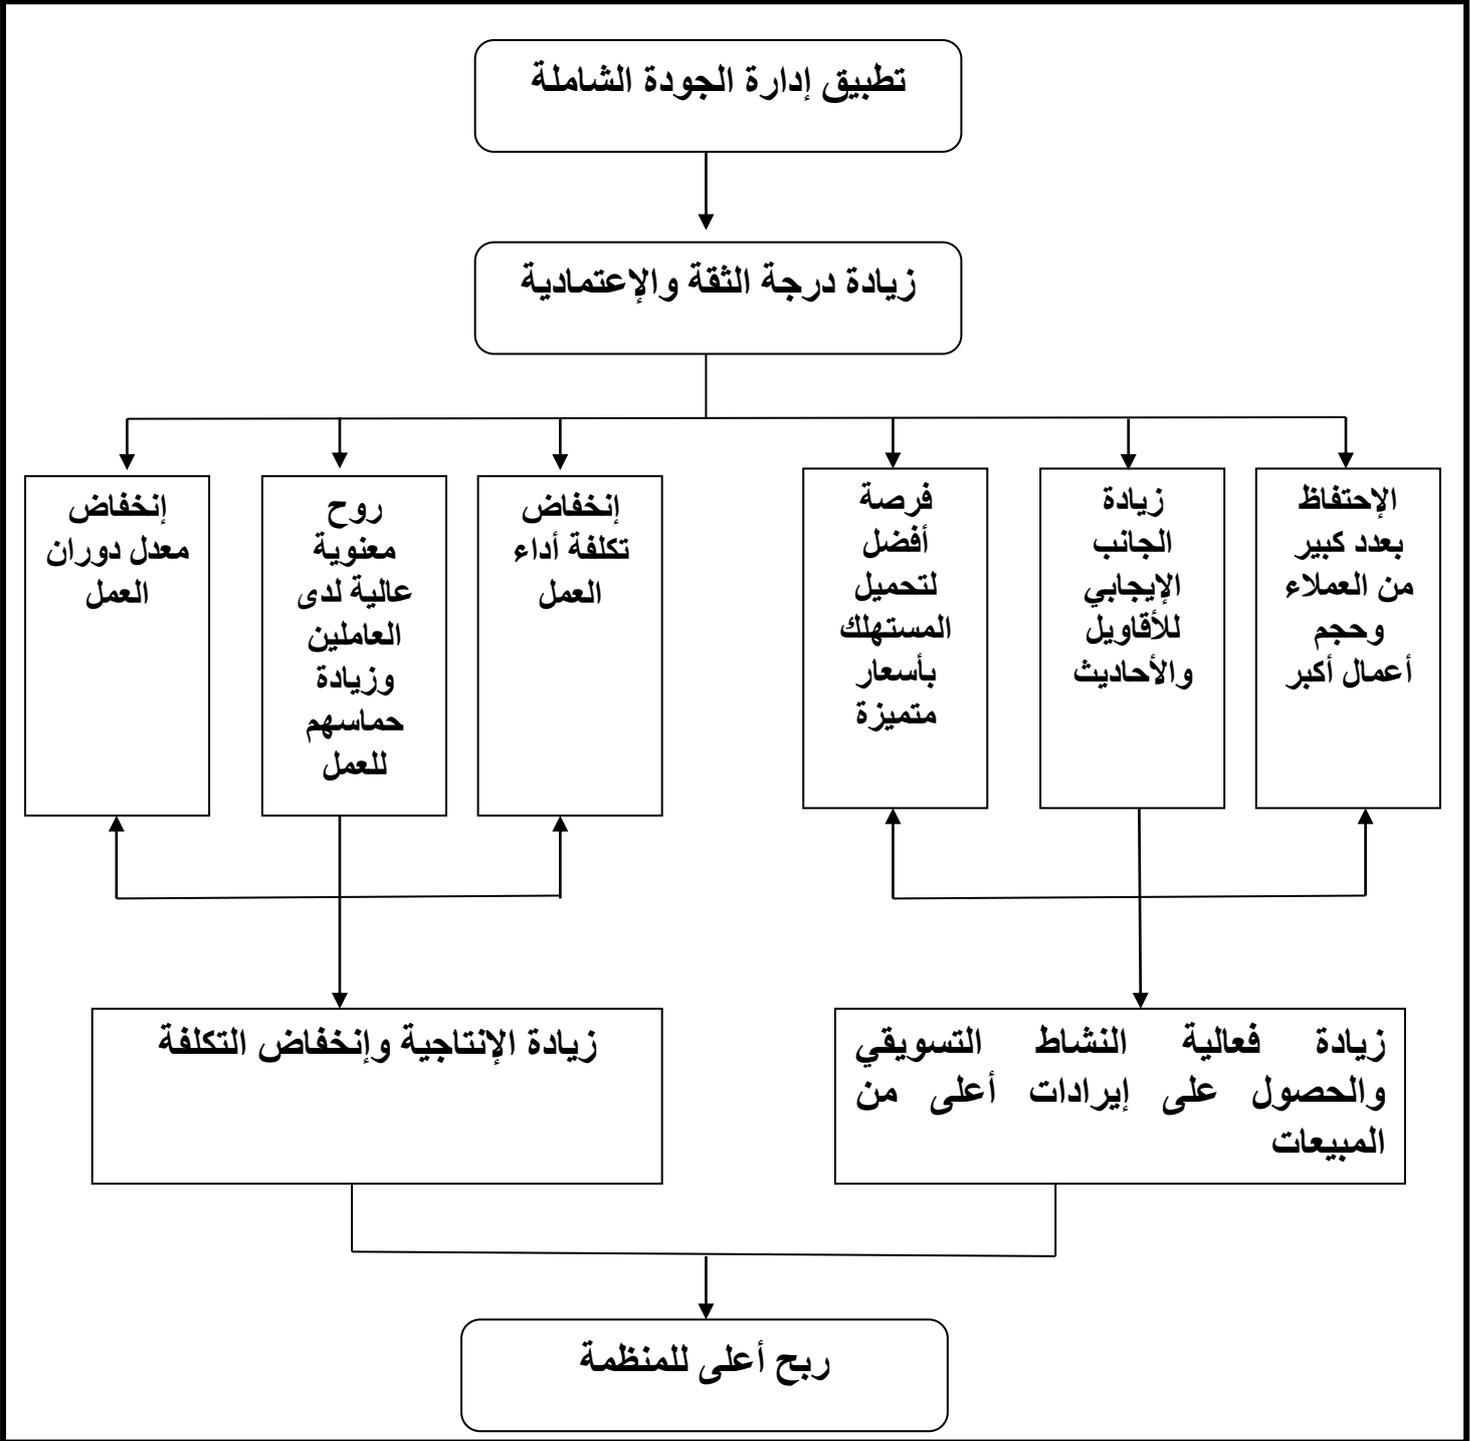 تطبيق إدارة الجودة الشاملة
زيادة درجة الثقة والإعتمادية
الإحتفاظ
بعدد كبير
من العملاء
وحجم
أعمال أكبر
زيادة
الجانب
الإيجابي
للأقاويل
والأحاديث
فرصة
أفضل
لتحميل
المستهلك
بأسعار
متميزة
إنخفاض
تكلفة أداء
العمل
روح
معنوية
عالية لدى
العاملين
وزيادة
حماسهم
للعمل
إنخفاض
معدل دوران
العمل
زيادة فعالية النشاط التسويقي
والحصول على إيرادات أعلى من
المبيعات
زيادة الإنتاجية وإنخفاض التكلفة
ربح أعلى للمنظمة